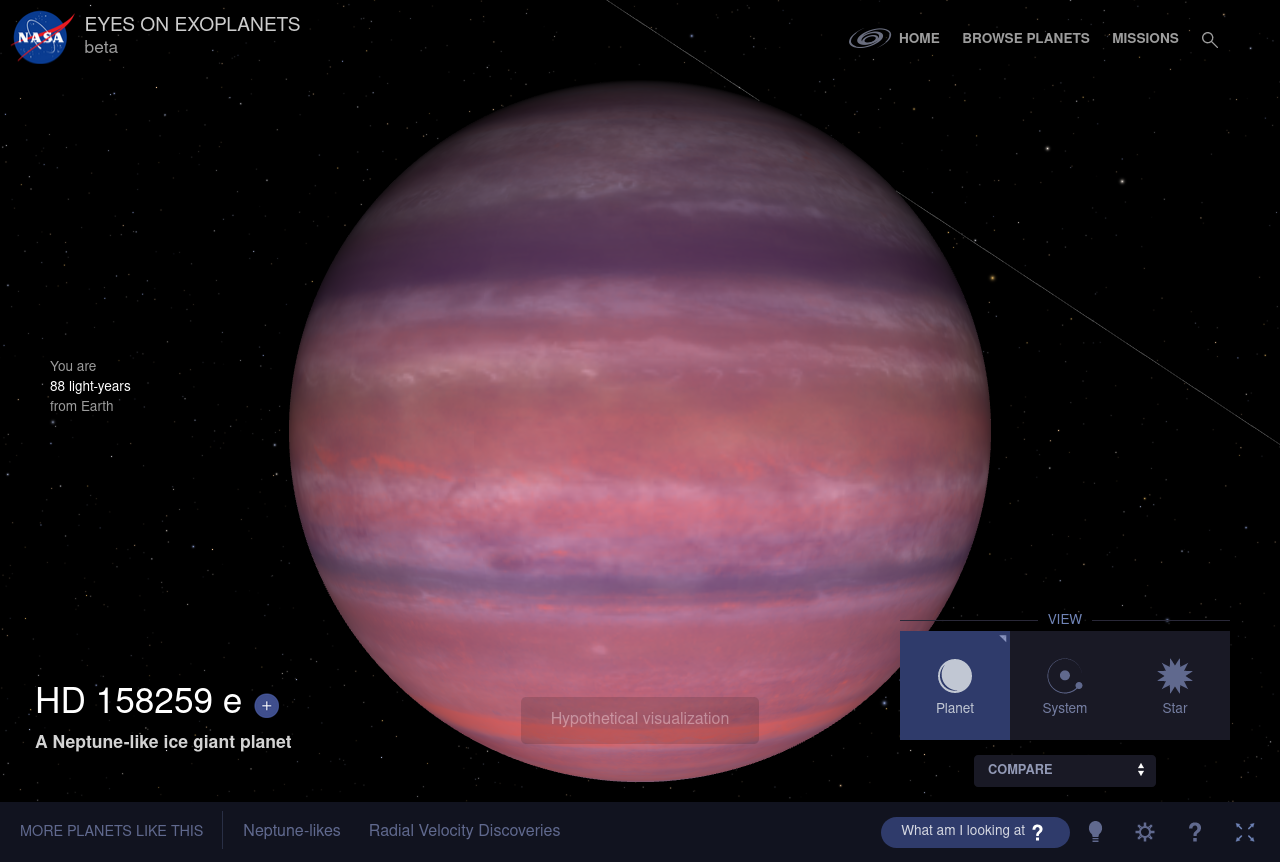 NASA
EYES ON EXOPLANETS
beta
HOME
BROWSE PLANETS
MISSIONS
You are
88 light-years
from Earth
HD 158259 e +
A Neptune-like ice giant planet
Hypothetical visualization
VIEW
Planet
System
Star
COMPARE
MORE PLANETS LIKE THIS
Neptune-likes
Radial Velocity Discoveries
What am I looking at ?
?